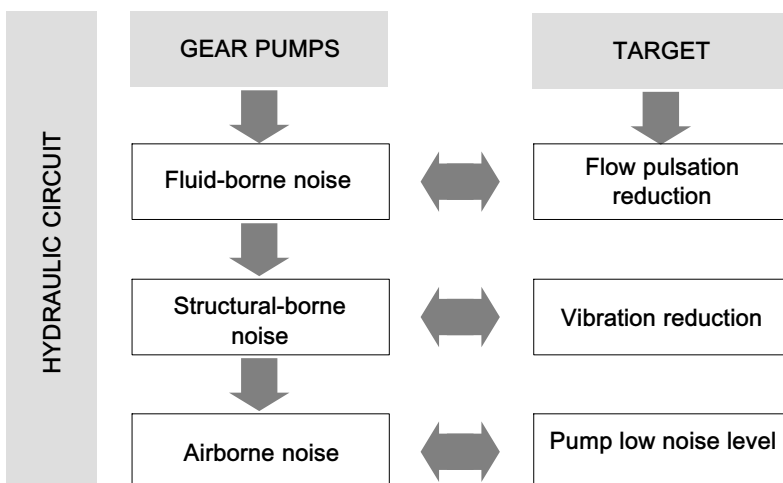 HYDRAULIC CIRCUIT
GEAR PUMPS
TARGET
Fluid-borne noise
Flow pulsation
reduction
Structural-borne
noise
Vibration reduction
Airborne noise
Pump low noise level